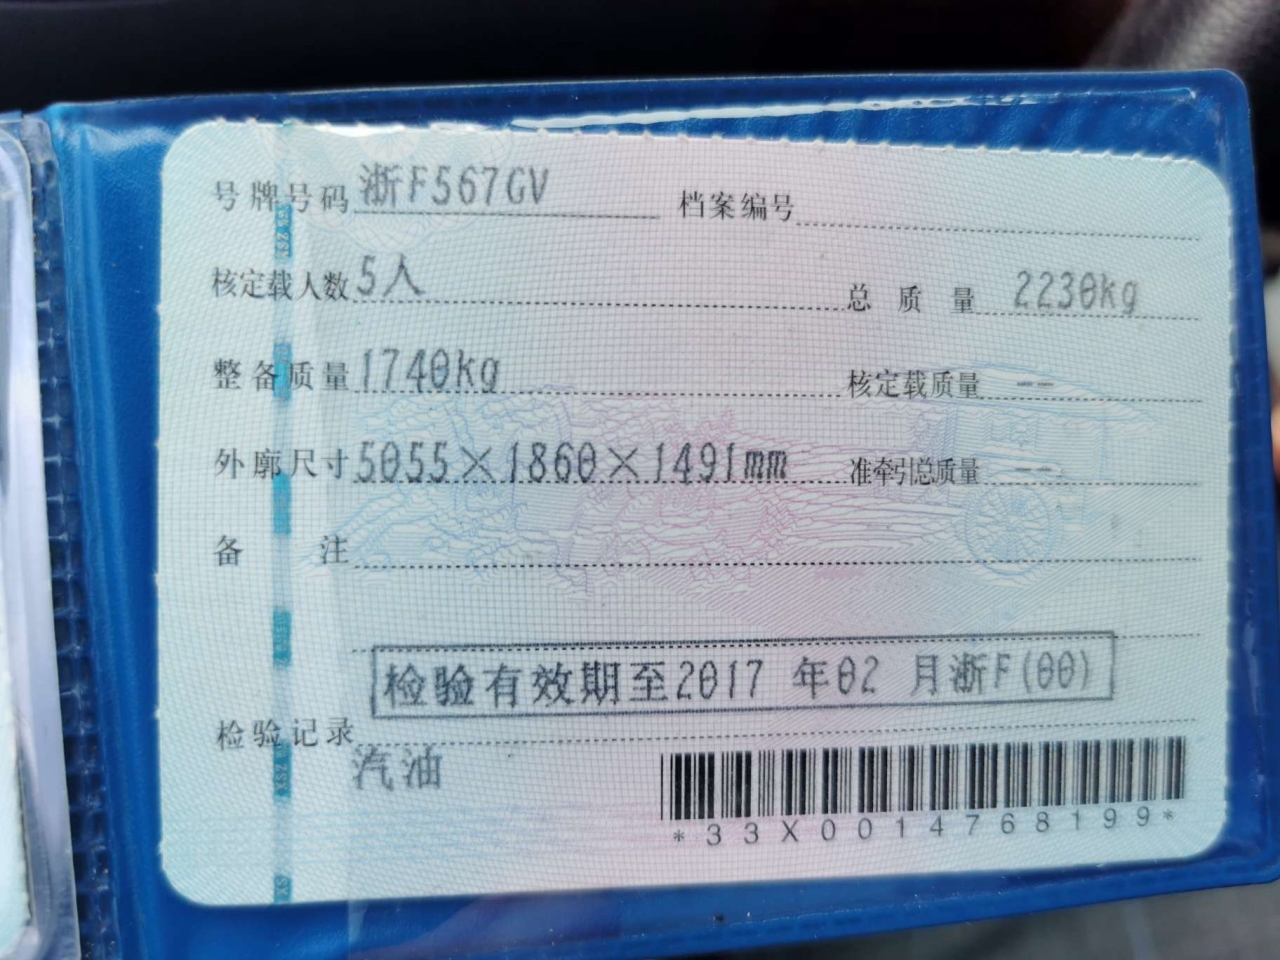 号牌号码 浙F567GV 档案编号
核定载人数 5人 总质量 2230kg
整备质量 1740kg 核定载质量 --
外廓尺寸 5055×1860×1491mm 准牵引总质量 --
备注
检验有效期至2017 年02 月浙F(00)
检验记录
汽油
*33X0014768199*